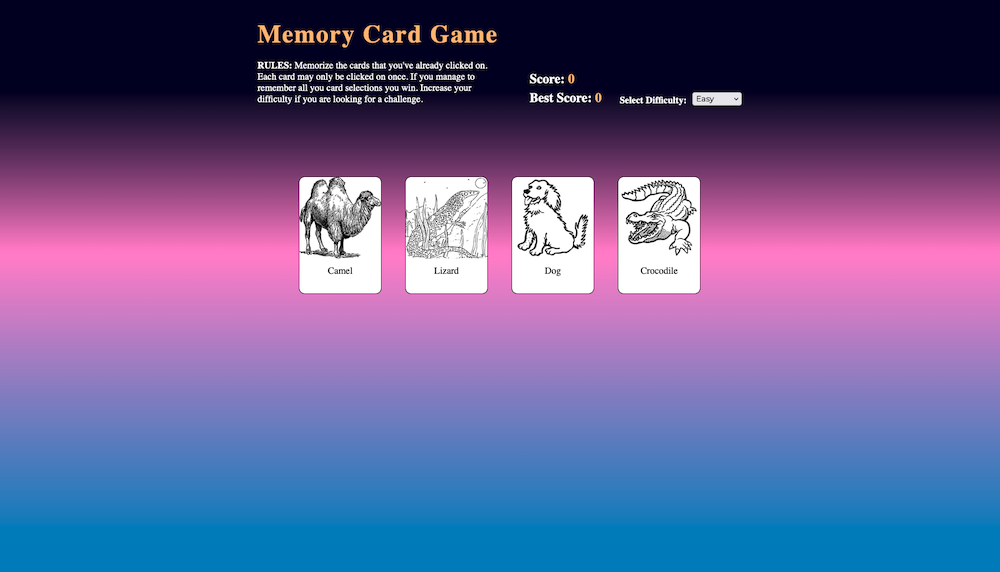 Memory Card Game
RULES: Memorize the cards that you've already clicked on.
Each card may only be clicked on once. If you manage to
remember all you card selections you win. Increase your
difficulty if you are looking for a challenge.
Score: 0
Best Score: 0
Select Difficulty: Easy
Camel
Lizard
Dog
Crocodile